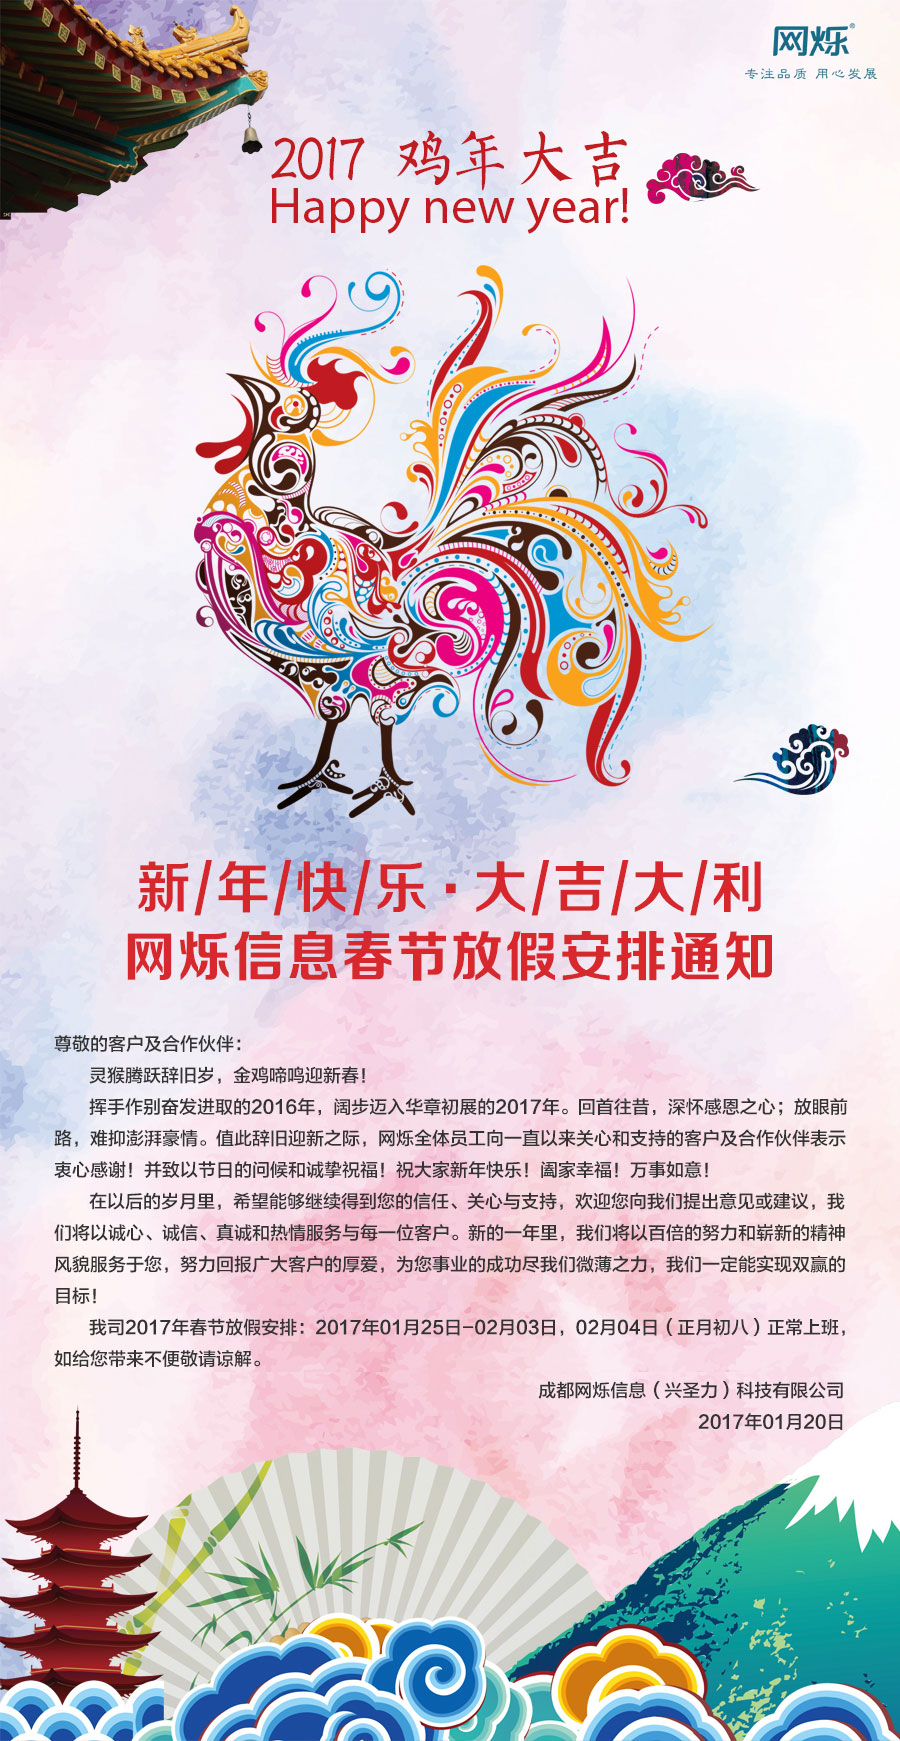 网烁®
专注品质 用心发展
2017 鸡年大吉
Happy new year!
新/年/快/乐·大/吉/大/利
网烁信息春节放假安排通知
尊敬的客户及合作伙伴：
灵猴腾跃辞旧岁，金鸡啼鸣迎新春！
挥手作别奋发进取的2016年，阔步迈入华章初展的2017年。回首往昔，深怀感恩之心；放眼前
路，难抑澎湃豪情。值此辞旧迎新之际，网烁全体员工向一直以来关心和支持的客户及合作伙伴表示
衷心感谢！并致以节日的问候和诚挚祝福！祝大家新年快乐！阖家幸福！万事如意！
在以后的岁月里，希望能够继续得到您的信任、关心与支持，欢迎您向我们提出意见或建议，我
们将以诚心、诚信、真诚和热情服务与每一位客户。新的一年里，我们将以百倍的努力和崭新的精神
风貌服务于您，努力回报广大客户的厚爱，为您事业的成功尽我们微薄之力，我们一定能实现双赢的
目标！
我司2017年春节放假安排：2017年01月25日-02月03日，02月04日（正月初八）正常上班，
如给您带来不便敬请谅解。
成都网烁信息（兴圣力）科技有限公司
2017年01月20日